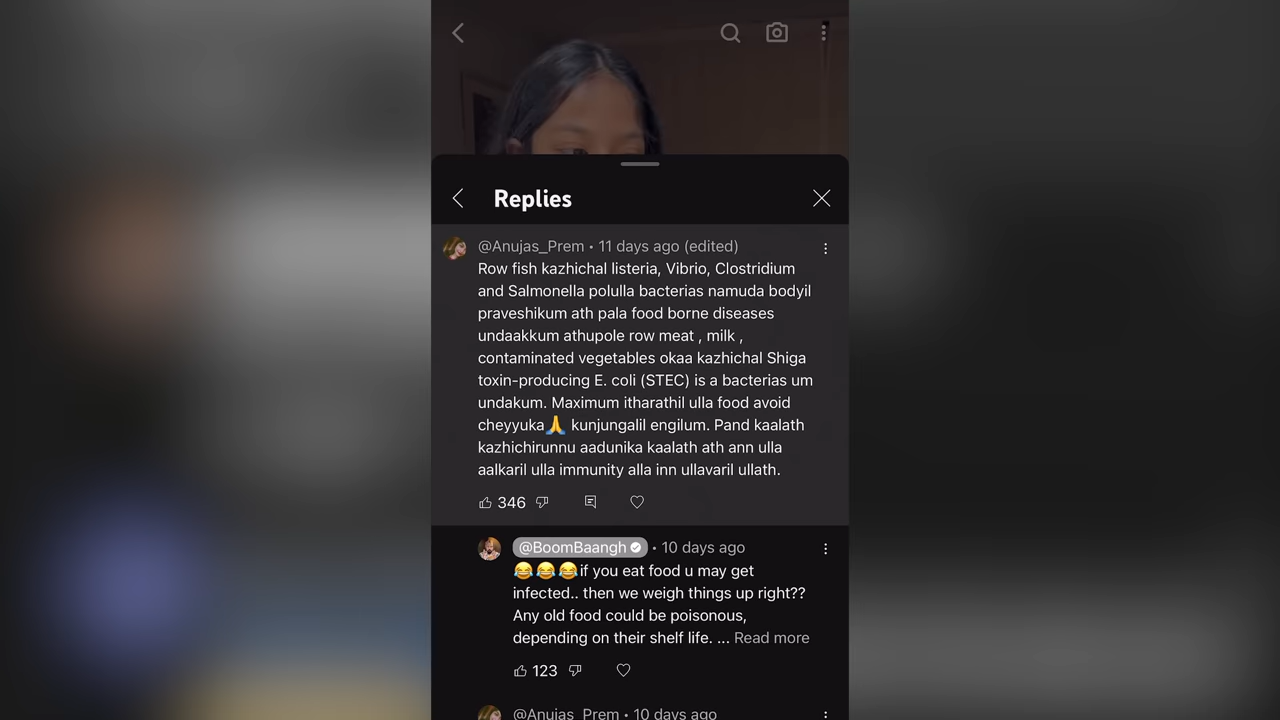 Replies
@Anujas_Prem • 11 days ago (edited)
Row fish kazhichal listeria, Vibrio, Clostridium
and Salmonella polulla bacterias namuda bodyil
praveshikum ath pala food borne diseases
undaakkum athupole row meat , milk ,
contaminated vegetables okaa kazhichal Shiga
toxin-producing E. coli (STEC) is a bacterias um
undakum. Maximum itharathil ulla food avoid
cheyyuka🙏 kunjungalil engilum. Pand kaalath
kazhichirunnu aadunika kaalath ath ann ulla
aalkaril ulla immunity alla inn ullavaril ullath.
346
@BoomBaangh • 10 days ago
😂😂😂if you eat food u may get
infected.. then we weigh things up right??
Any old food could be poisonous,
depending on their shelf life. ... Read more
123
@Anujas_Prem • 10 days ago